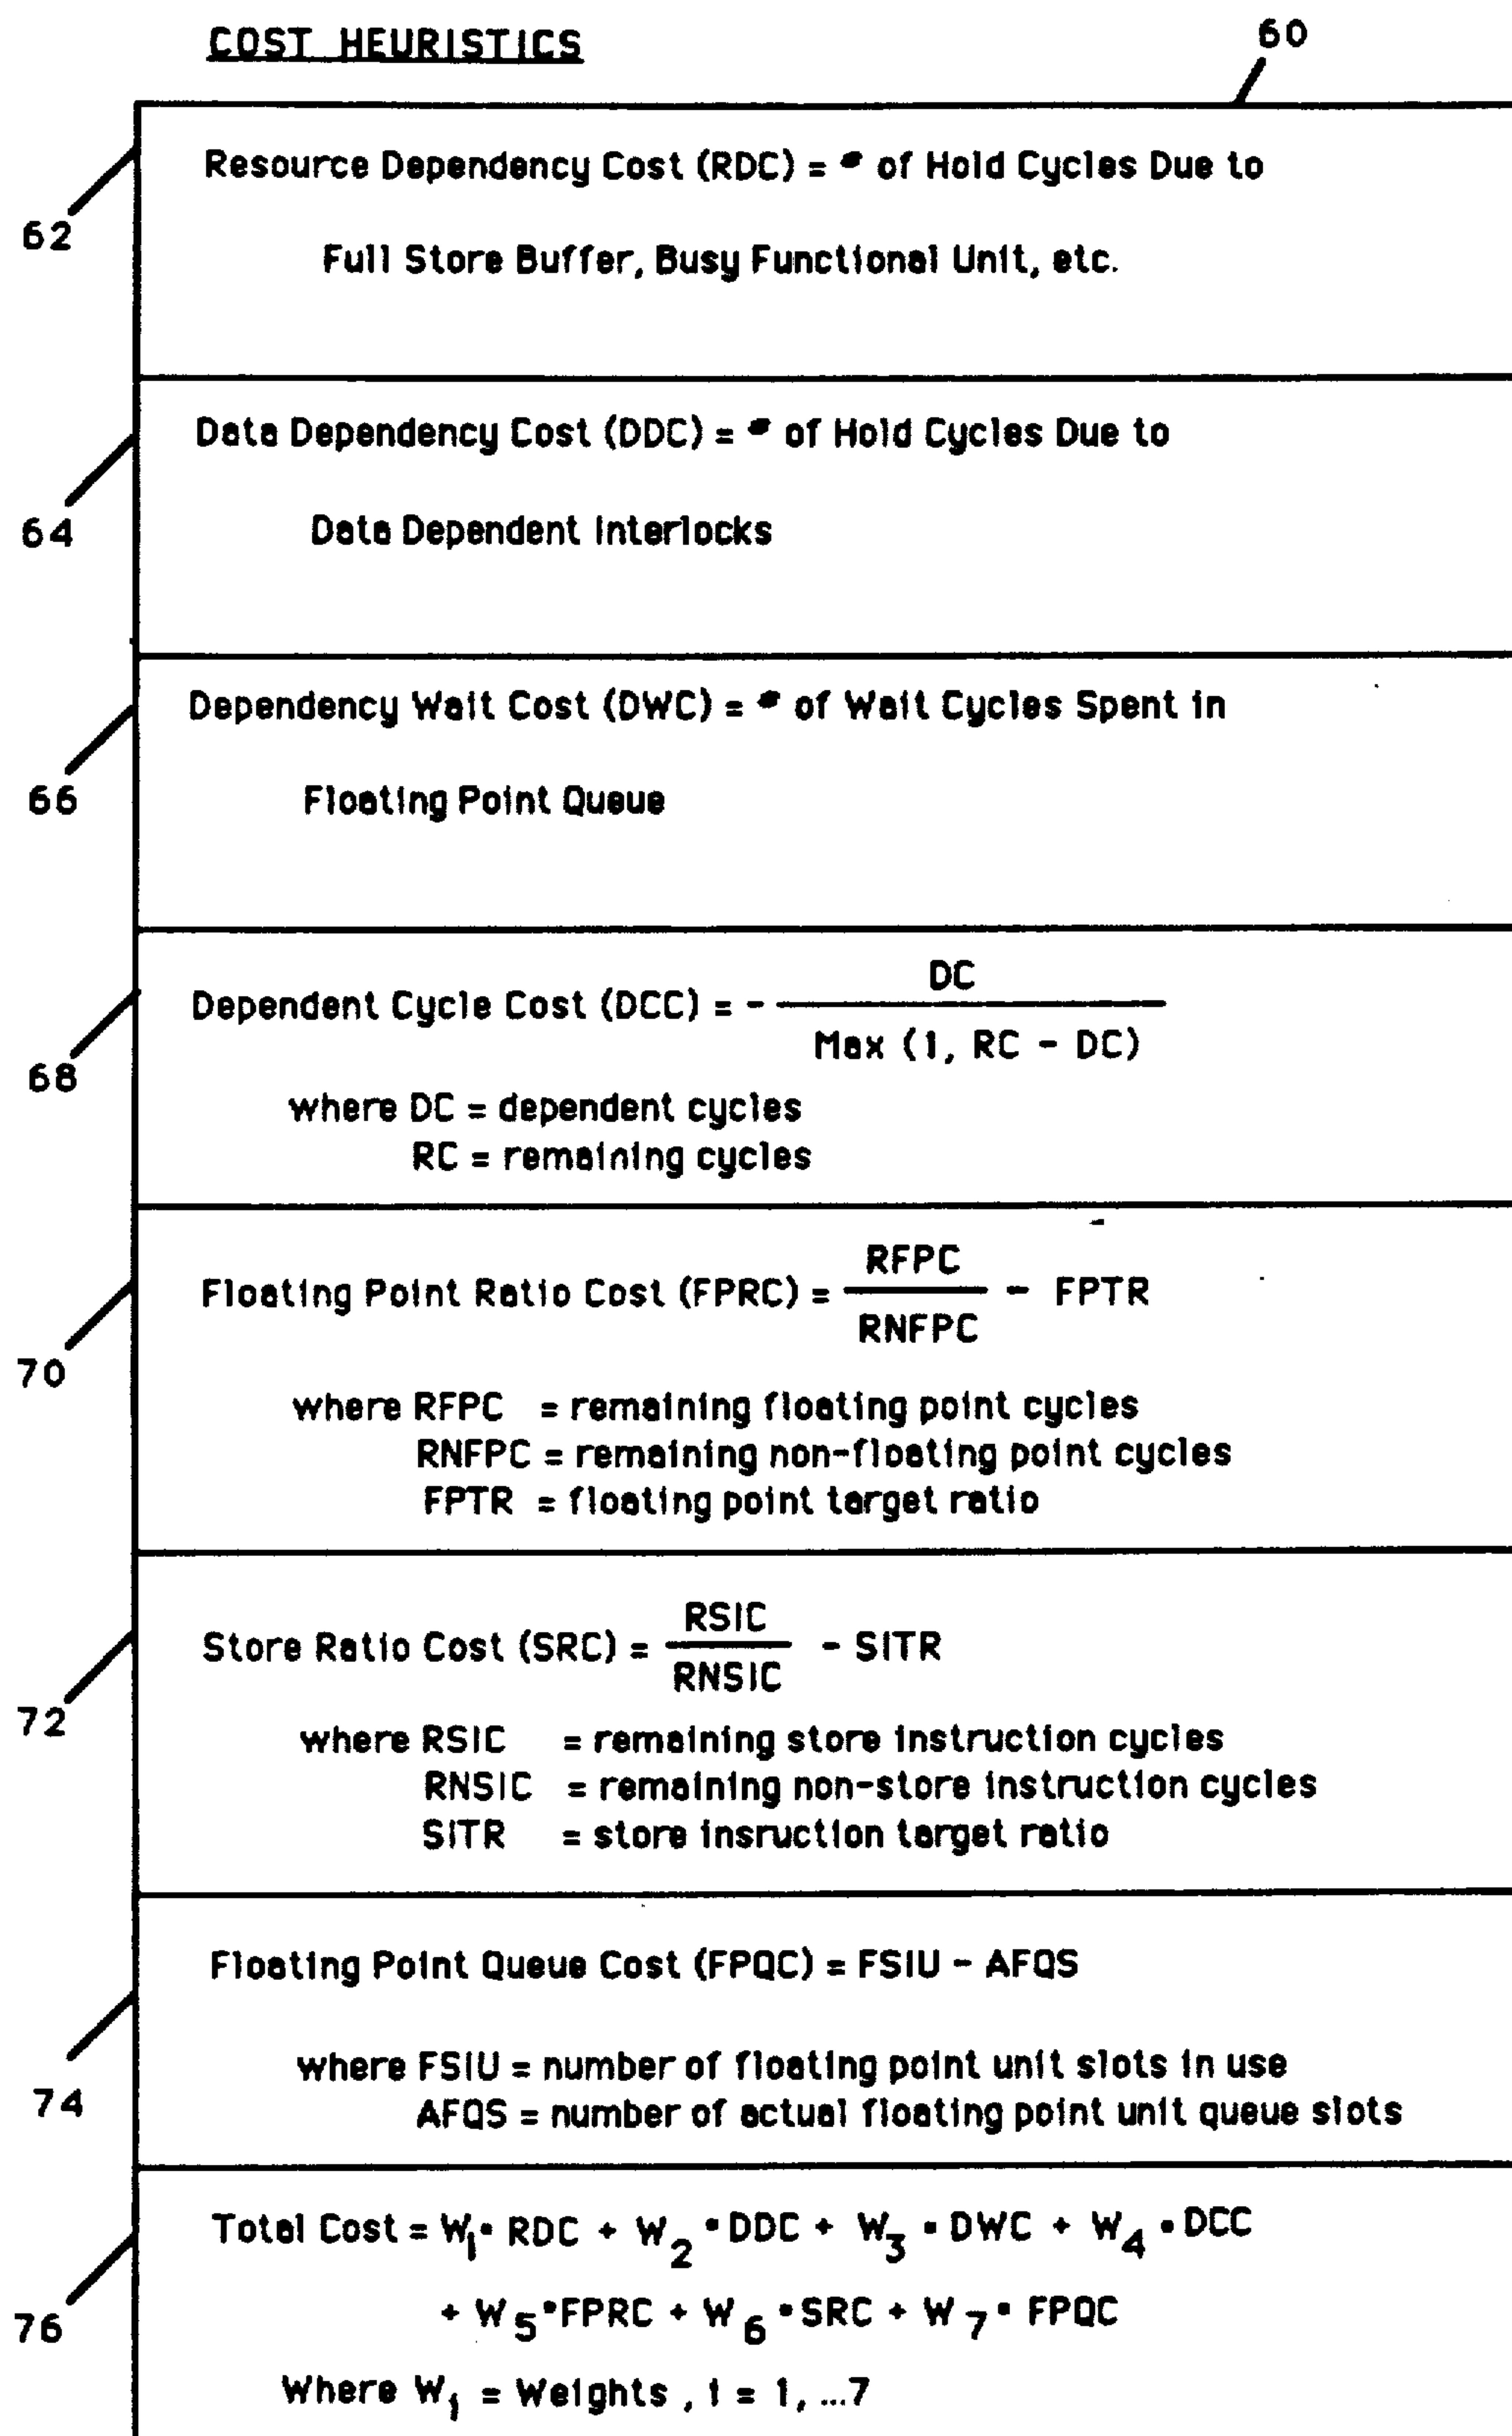 COST HEURISTICS
60
Resource Dependency Cost (RDC) = # of Hold Cycles Due to
62
Full Store Buffer, Busy Functional Unit, etc.
Data Dependency Cost (DDC) = # of Hold Cycles Due to
64
Data Dependent Interlocks
Dependency Wait Cost (DWC) = # of Wait Cycles Spent in
66
Floating Point Queue
DC
Dependent Cycle Cost (DCC) = -
Max (1, RC - DC)
68
where DC = dependent cycles
RC = remaining cycles
RFPC
Floating Point Ratio Cost (FPRC) = - FPTR
RNFPC
70
where RFPC = remaining floating point cycles
RNFPC = remaining non-floating point cycles
FPTR = floating point target ratio
RSIC
Store Ratio Cost (SRC) = - SITR
RNSIC
72
where RSIC = remaining store instruction cycles
RNSIC = remaining non-store instruction cycles
SITR = store insruction target ratio
Floating Point Queue Cost (FPQC) = FSIU - AFQS
74
where FSIU = number of floating point unit slots in use
AFQS = number of actual floating point unit queue slots
Total Cost = W1• RDC + W2 •DDC + W3 • DWC + W4 • DCC
76
+ W5•FPRC + W6 •SRC + W7• FPQC
Where Wi = Weights , i = 1, ...7